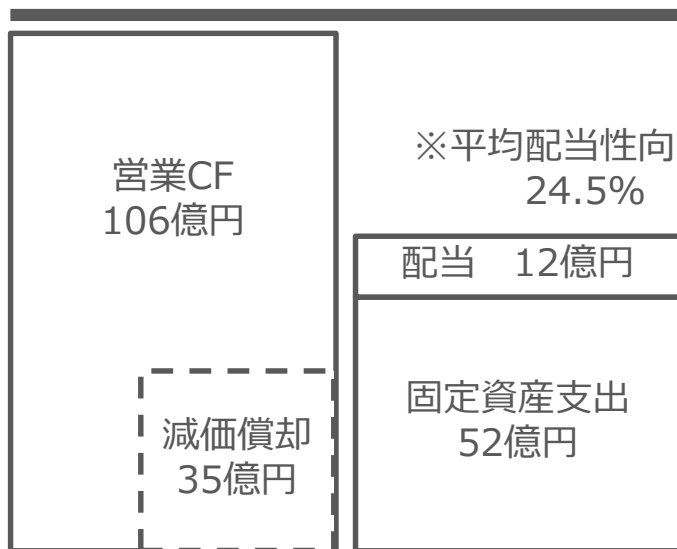 営業CF
106億円
減価償却
35億円
※平均配当性向
24.5%
配当　12億円
固定資産支出
52億円